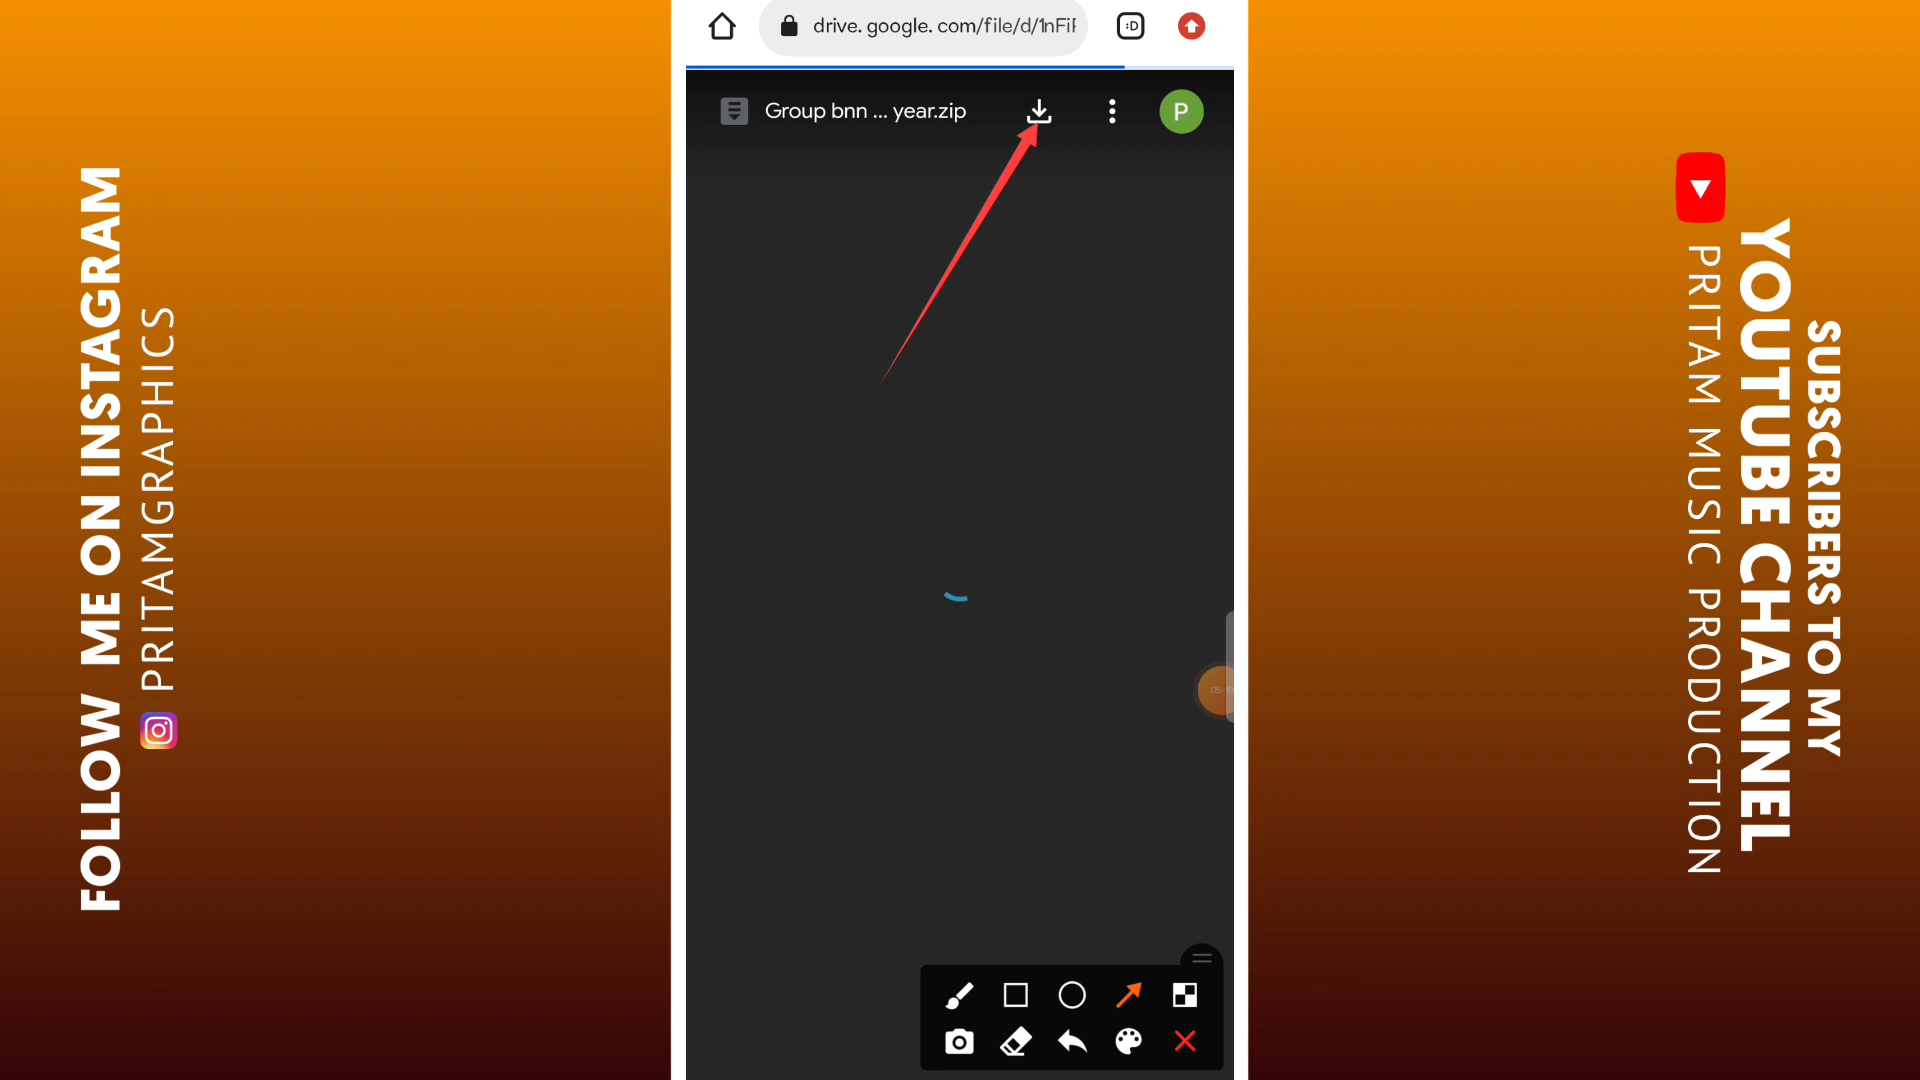 FOLLOW ME ON INSTAGRAM
PRITAMGRAPHICS
drive.google.com/file/d/1nFiF
:D
Group bnn ... year.zip
P
SUBSCRIBERS TO MY
YOUTUBE CHANNEL
PRITAM MUSIC PRODUCTION